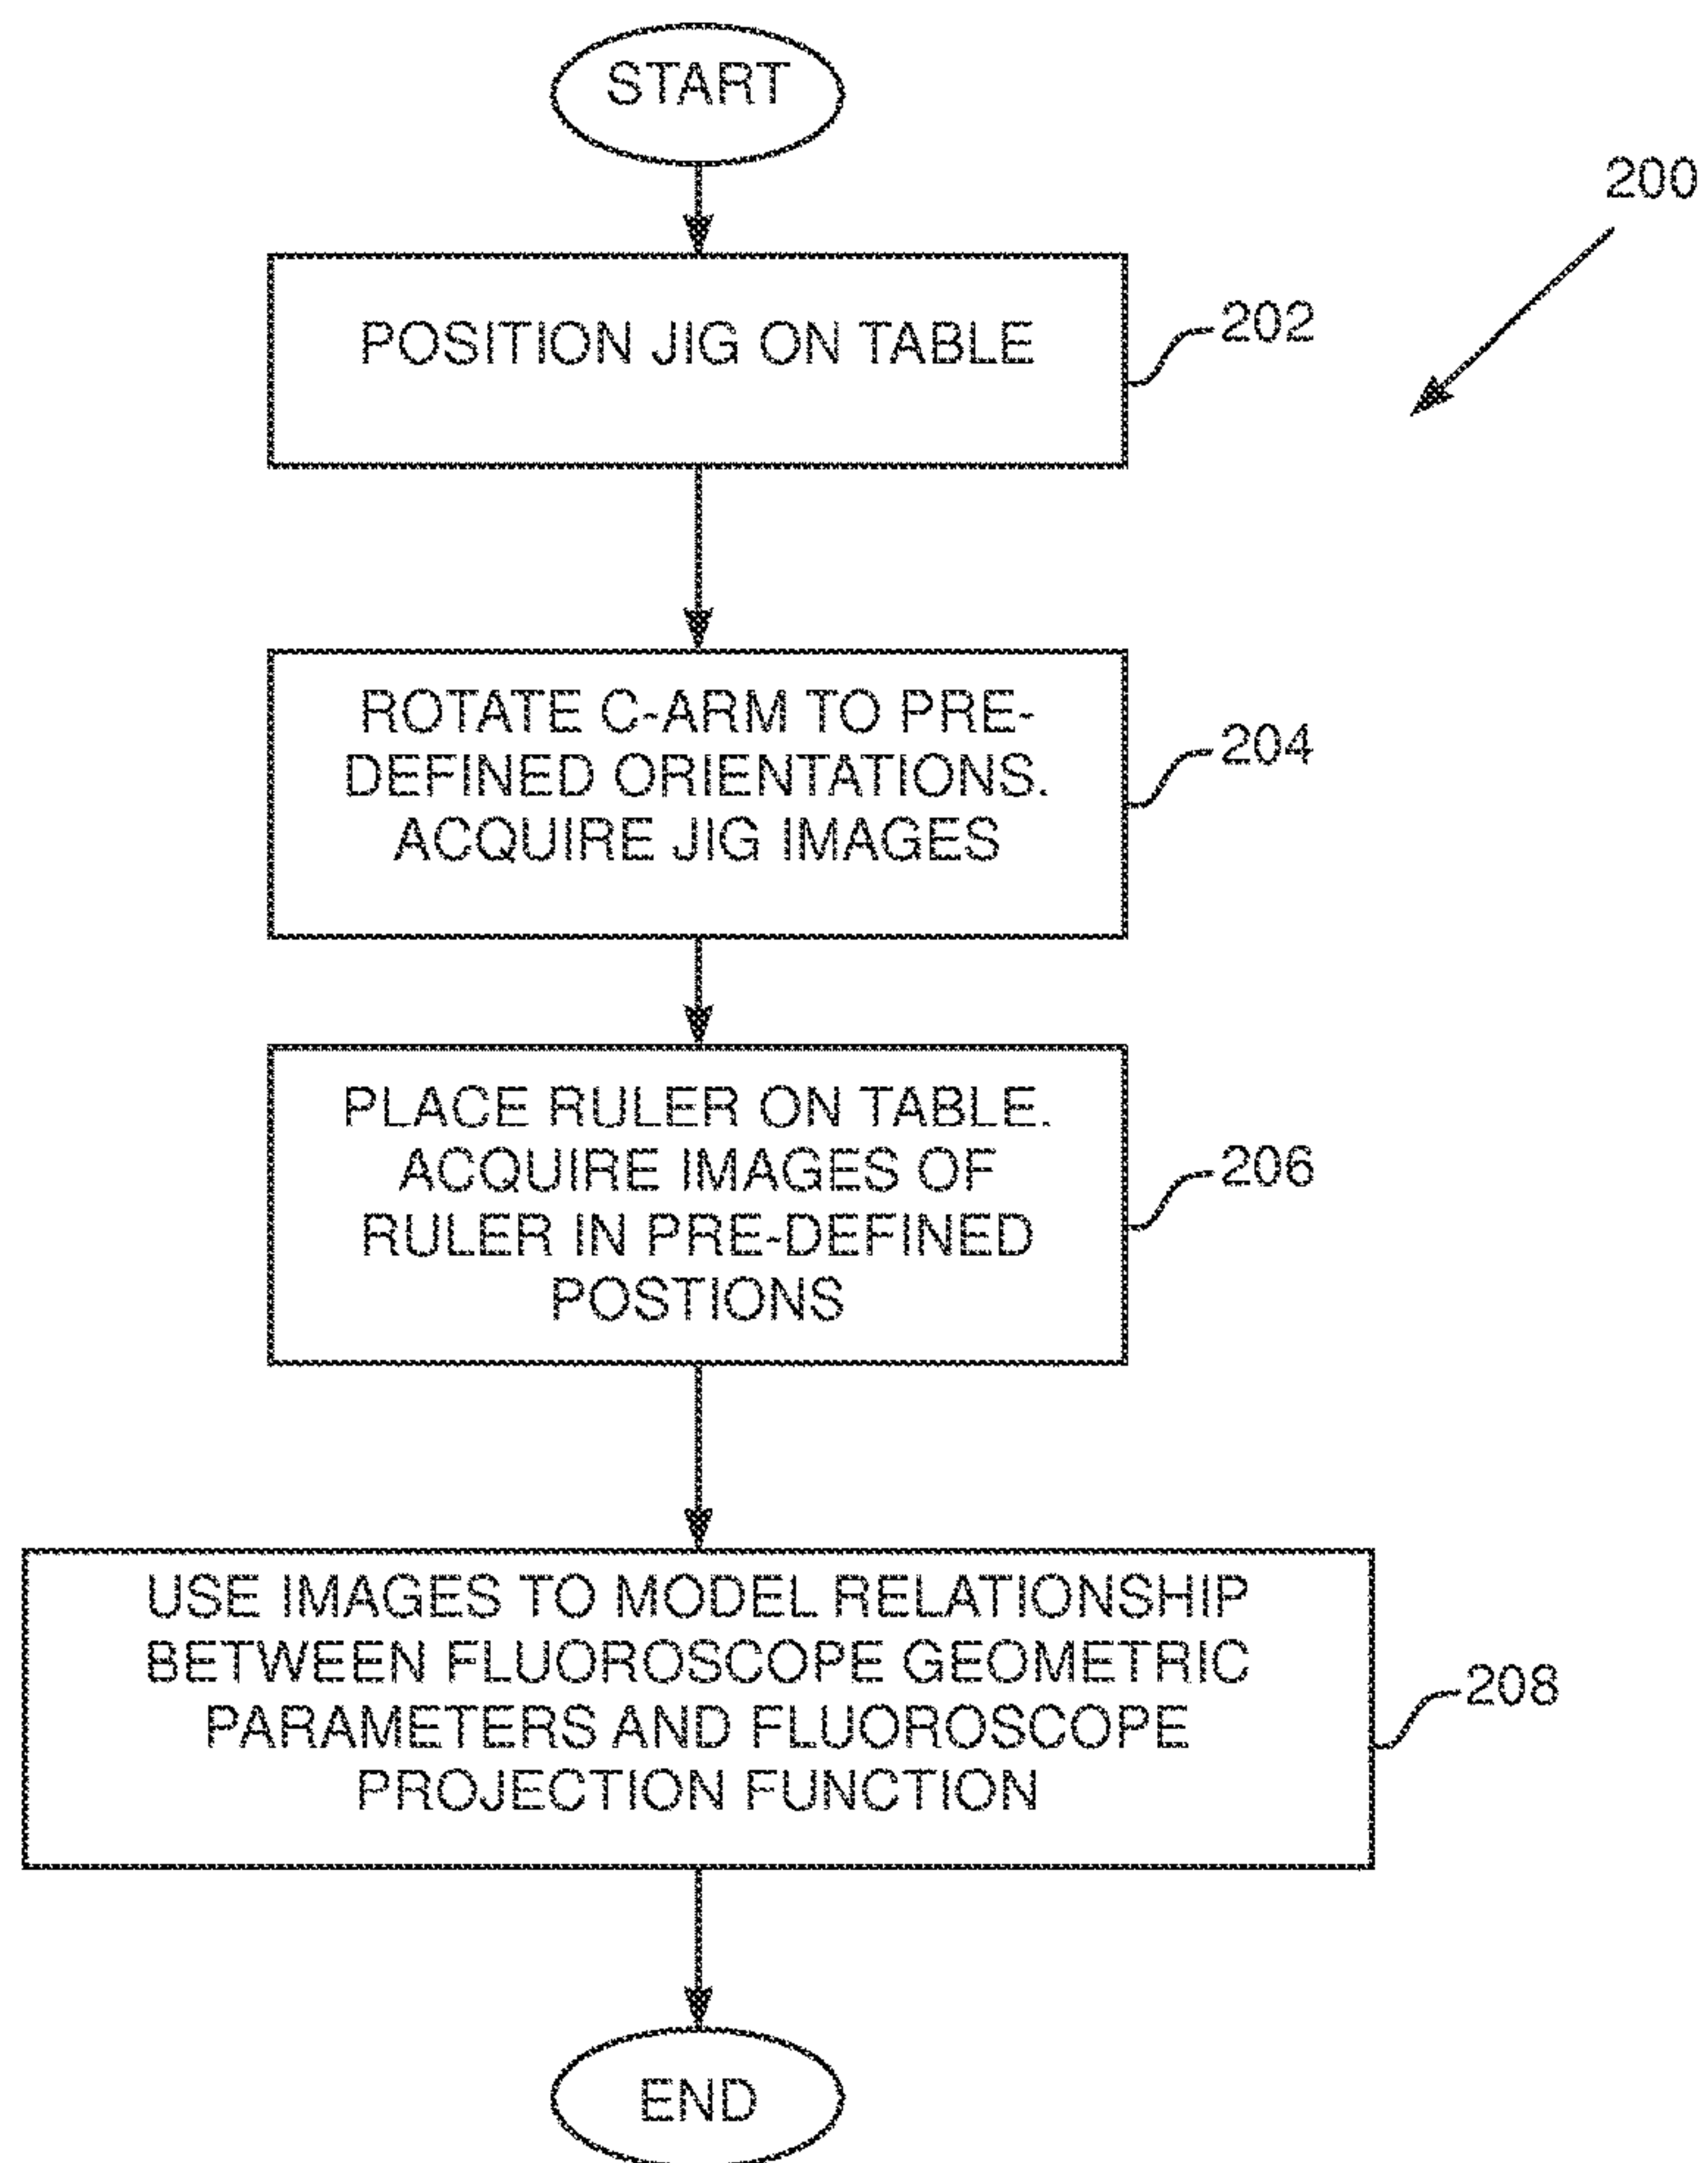 START
200
POSITION JIG ON TABLE
202
ROTATE C-ARM TO PRE-
DEFINED ORIENTATIONS.
ACQUIRE JIG IMAGES
204
PLACE RULER ON TABLE.
ACQUIRE IMAGES OF
RULER IN PRE-DEFINED
POSTIONS
206
USE IMAGES TO MODEL RELATIONSHIP
BETWEEN FLUOROSCOPE GEOMETRIC
PARAMETERS AND FLUOROSCOPE
PROJECTION FUNCTION
208
END